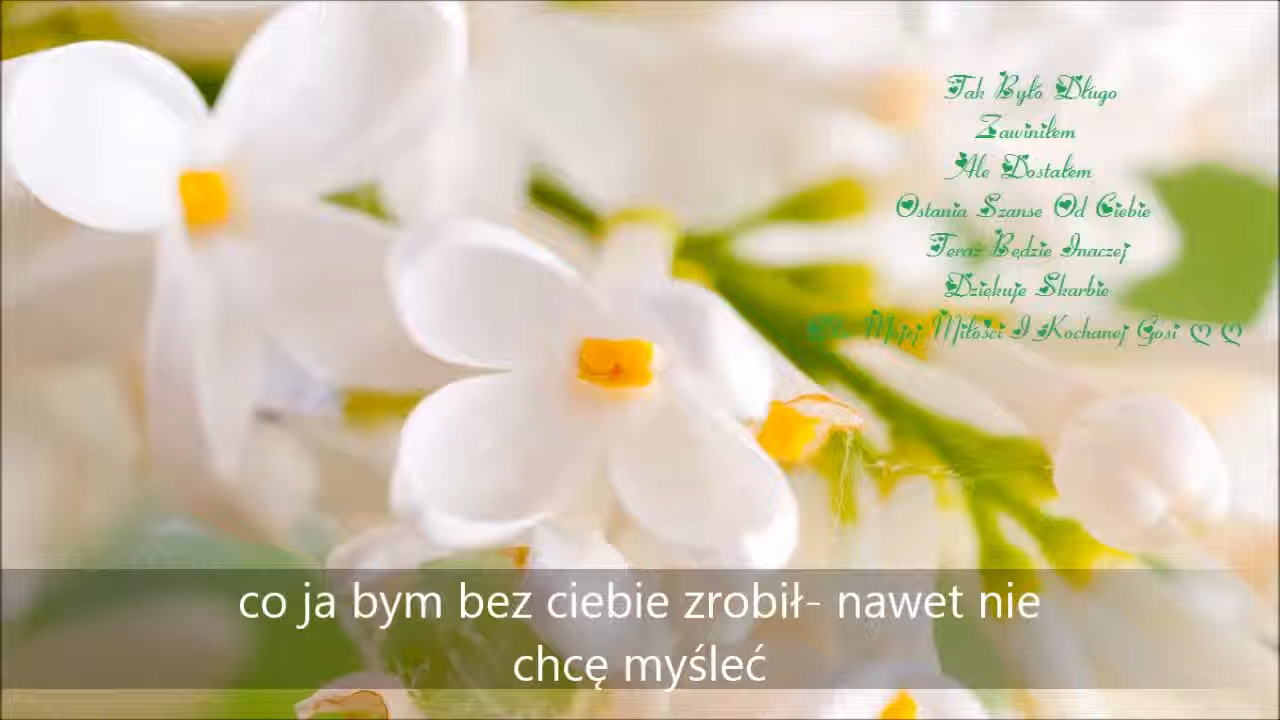 Tak Było Długo
Zawiniłem
Ale Dostałem
Ostania Szanse Od Ciebie
Teraz Będzie Inaczej
Dziękuje Skarbie
Mojej Miłości I Kochanej Gosi ღ ღ
co ja bym bez ciebie zrobił- nawet nie
chcę myśleć